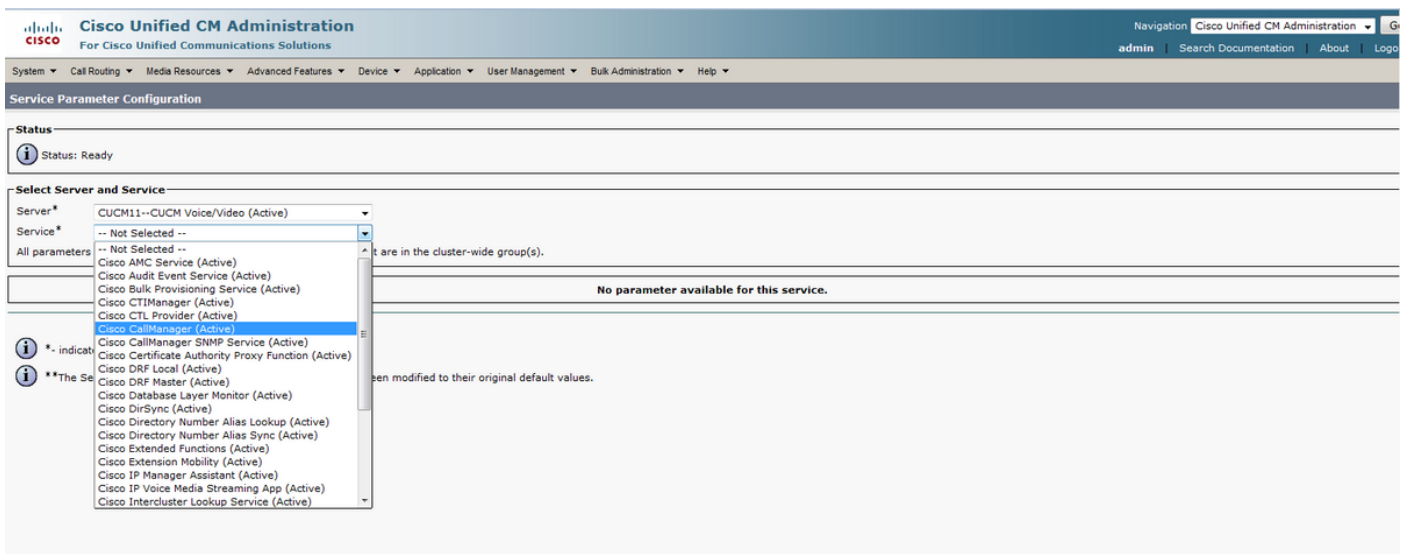 Cisco Unified CM Administration
CISCO
For Cisco Unified Communications Solutions
Navigation Cisco Unified CM Administration
admin | Search Documentation | About |
System Call Routing Media Resources Advanced Features Device Application User Management Bulk Administration Help
Service Parameter Configuration
Status
Status: Ready
Select Server and Service
Server* CUCM11--CUCM Voice/Video (Active)
Service* -- Not Selected --
All parameters t are in the cluster-wide group(s).
-- Not Selected --
Cisco AMC Service (Active)
Cisco Audit Event Service (Active)
Cisco Bulk Provisioning Service (Active)
Cisco CTIManager (Active)
Cisco CTL Provider (Active)
Cisco CallManager (Active)
Cisco CallManager SNMP Service (Active)
Cisco Certificate Authority Proxy Function (Active)
Cisco DRF Local (Active)
Cisco DRF Master (Active)
Cisco Database Layer Monitor (Active)
Cisco DirSync (Active)
Cisco Directory Number Alias Lookup (Active)
Cisco Directory Number Alias Sync (Active)
Cisco Extended Functions (Active)
Cisco Extension Mobility (Active)
Cisco IP Manager Assistant (Active)
Cisco IP Voice Media Streaming App (Active)
Cisco Intercluster Lookup Service (Active)
No parameter available for this service.
*- indicat
**The Se een modified to their original default values.